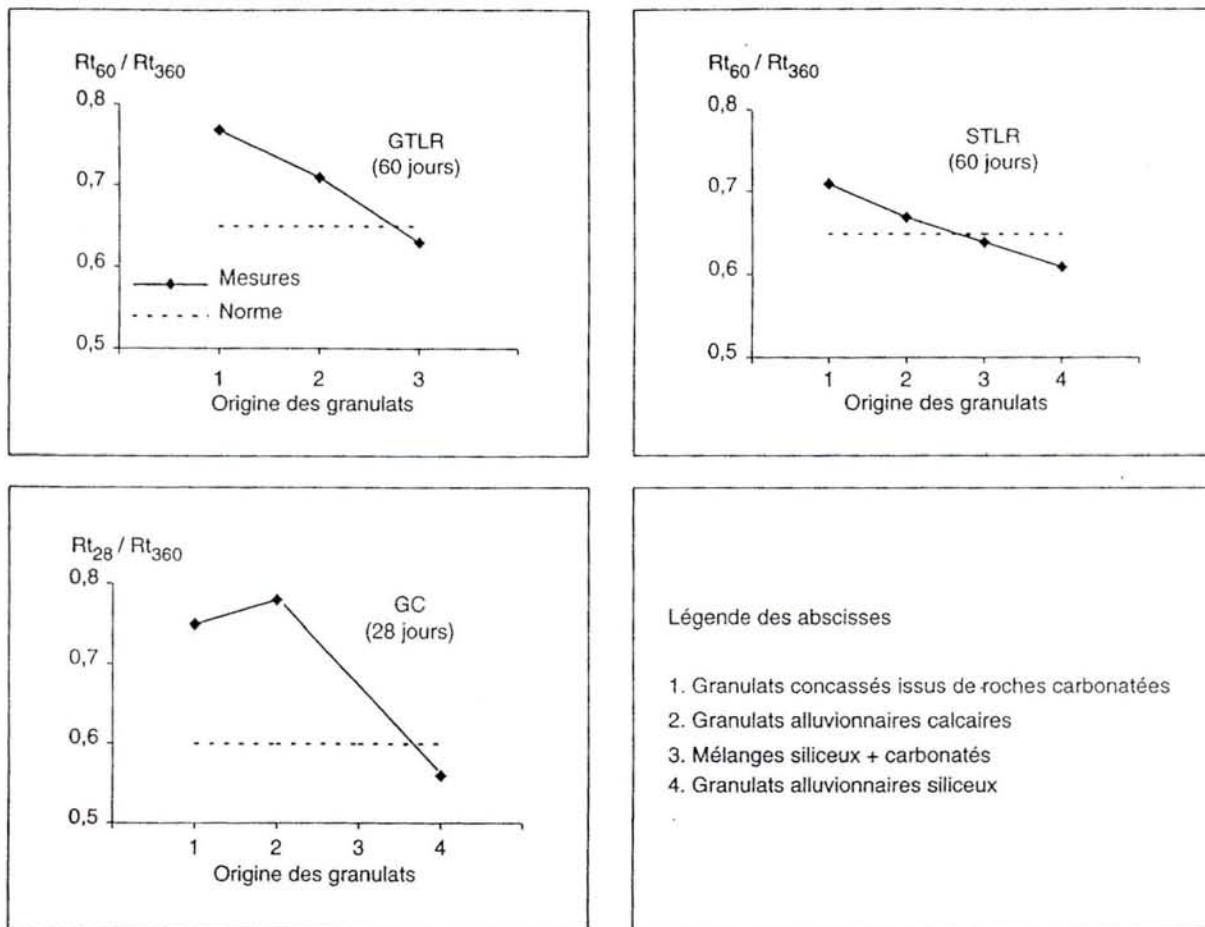 Rt60 / Rt360
0,8
0,7
0,6
0,5
GTLR
(60 jours)
Mesures
Norme
1 2 3
Origine des granulats
Rt60 / Rt360
0,8
0,7
0,6
0,5
STLR
(60 jours)
1 2 3 4
Origine des granulats
Rt28 / Rt360
0,8
0,7
0,6
0,5
GC
(28 jours)
1 2 3 4
Origine des granulats
Légende des abscisses
1. Granulats concassés issus de roches carbonatées
2. Granulats alluvionnaires calcaires
3. Mélanges siliceux + carbonatés
4. Granulats alluvionnaires siliceux